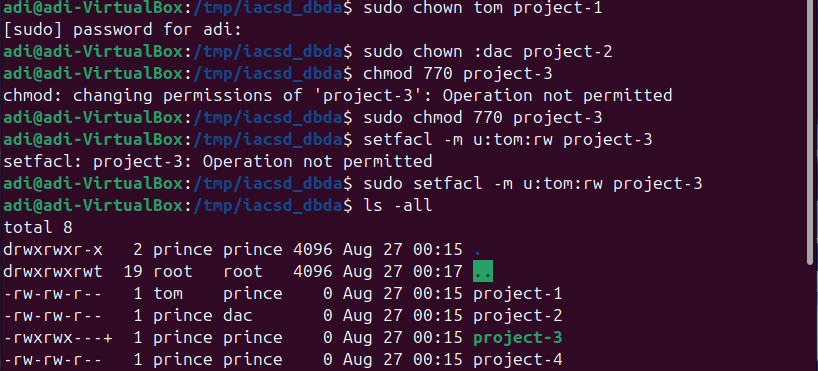 adi@adi-VirtualBox:/tmp/iacsd_dbda$ sudo chown tom project-1
[sudo] password for adi:
adi@adi-VirtualBox:/tmp/iacsd_dbda$ sudo chown :dac project-2
adi@adi-VirtualBox:/tmp/iacsd_dbda$ chmod 770 project-3
chmod: changing permissions of 'project-3': Operation not permitted
adi@adi-VirtualBox:/tmp/iacsd_dbda$ sudo chmod 770 project-3
adi@adi-VirtualBox:/tmp/iacsd_dbda$ setfacl -m u:tom:rw project-3
setfacl: project-3: Operation not permitted
adi@adi-VirtualBox:/tmp/iacsd_dbda$ sudo setfacl -m u:tom:rw project-3
adi@adi-VirtualBox:/tmp/iacsd_dbda$ ls -all
total 8
drwxrwxr-x   2 prince prince 4096 Aug 27 00:15 .
drwxrwxrwt  19 root   root   4096 Aug 27 00:17 ..
-rw-rw-r--   1 tom    prince    0 Aug 27 00:15 project-1
-rw-rw-r--   1 prince dac       0 Aug 27 00:15 project-2
-rwxrwx---+  1 prince prince    0 Aug 27 00:15 project-3
-rw-rw-r--   1 prince prince    0 Aug 27 00:15 project-4